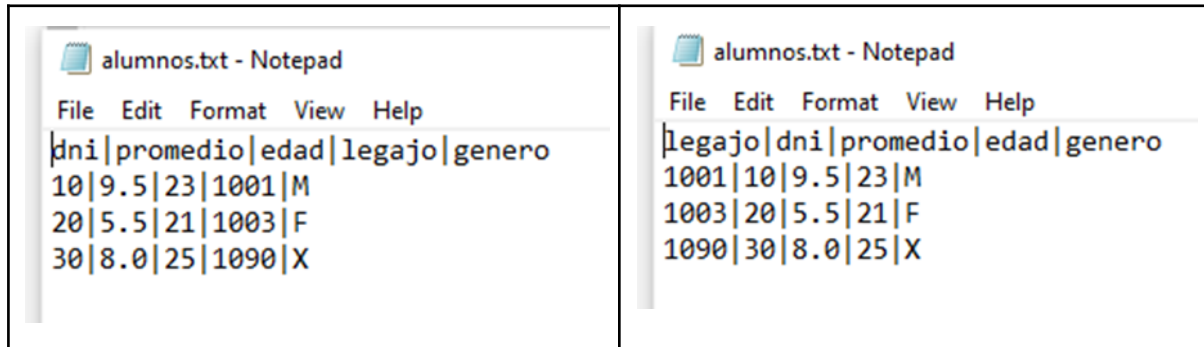 alumnos.txt - Notepad
File Edit Format View Help
dni|promedio|edad|legajo|genero
10|9.5|23|1001|M
20|5.5|21|1003|F
30|8.0|25|1090|X
alumnos.txt - Notepad
File Edit Format View Help
legajo|dni|promedio|edad|genero
1001|10|9.5|23|M
1003|20|5.5|21|F
1090|30|8.0|25|X